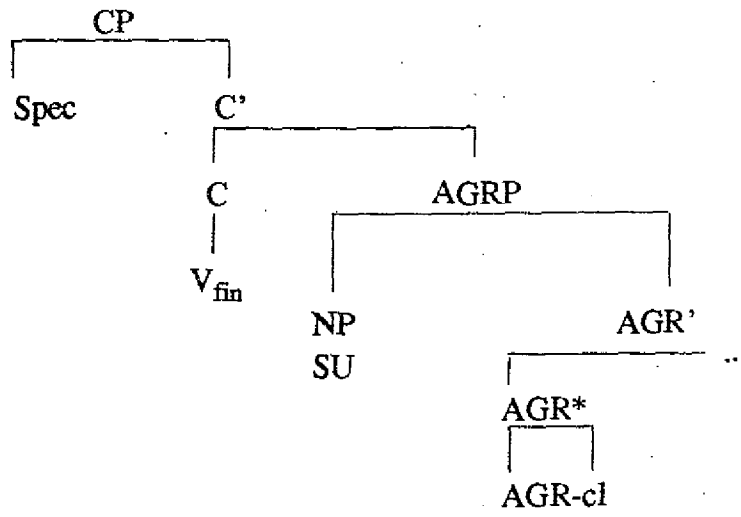 CP
Spec C'
C AGRP
V_fin
NP AGR'
SU ..
AGR*
AGR-cl